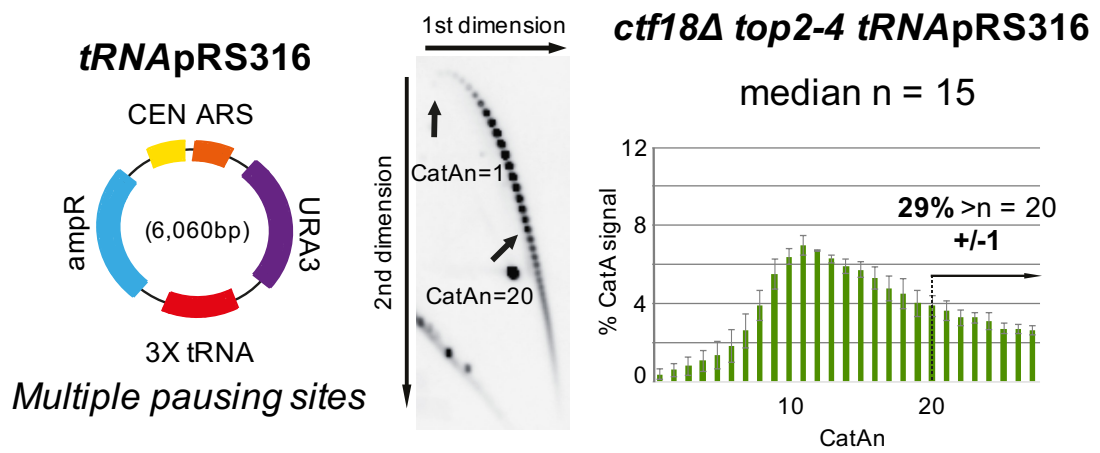 tRNApRS316
CEN ARS
ampR
(6,060bp)
URA3
3X tRNA
Multiple pausing sites
1st dimension
2nd dimension
CatAn=1
CatAn=20
ctf18Δ top2-4 tRNApRS316
median n = 15
% CatA signal
12
8
4
0
29% >n = 20
+/-1
10
20
CatAn